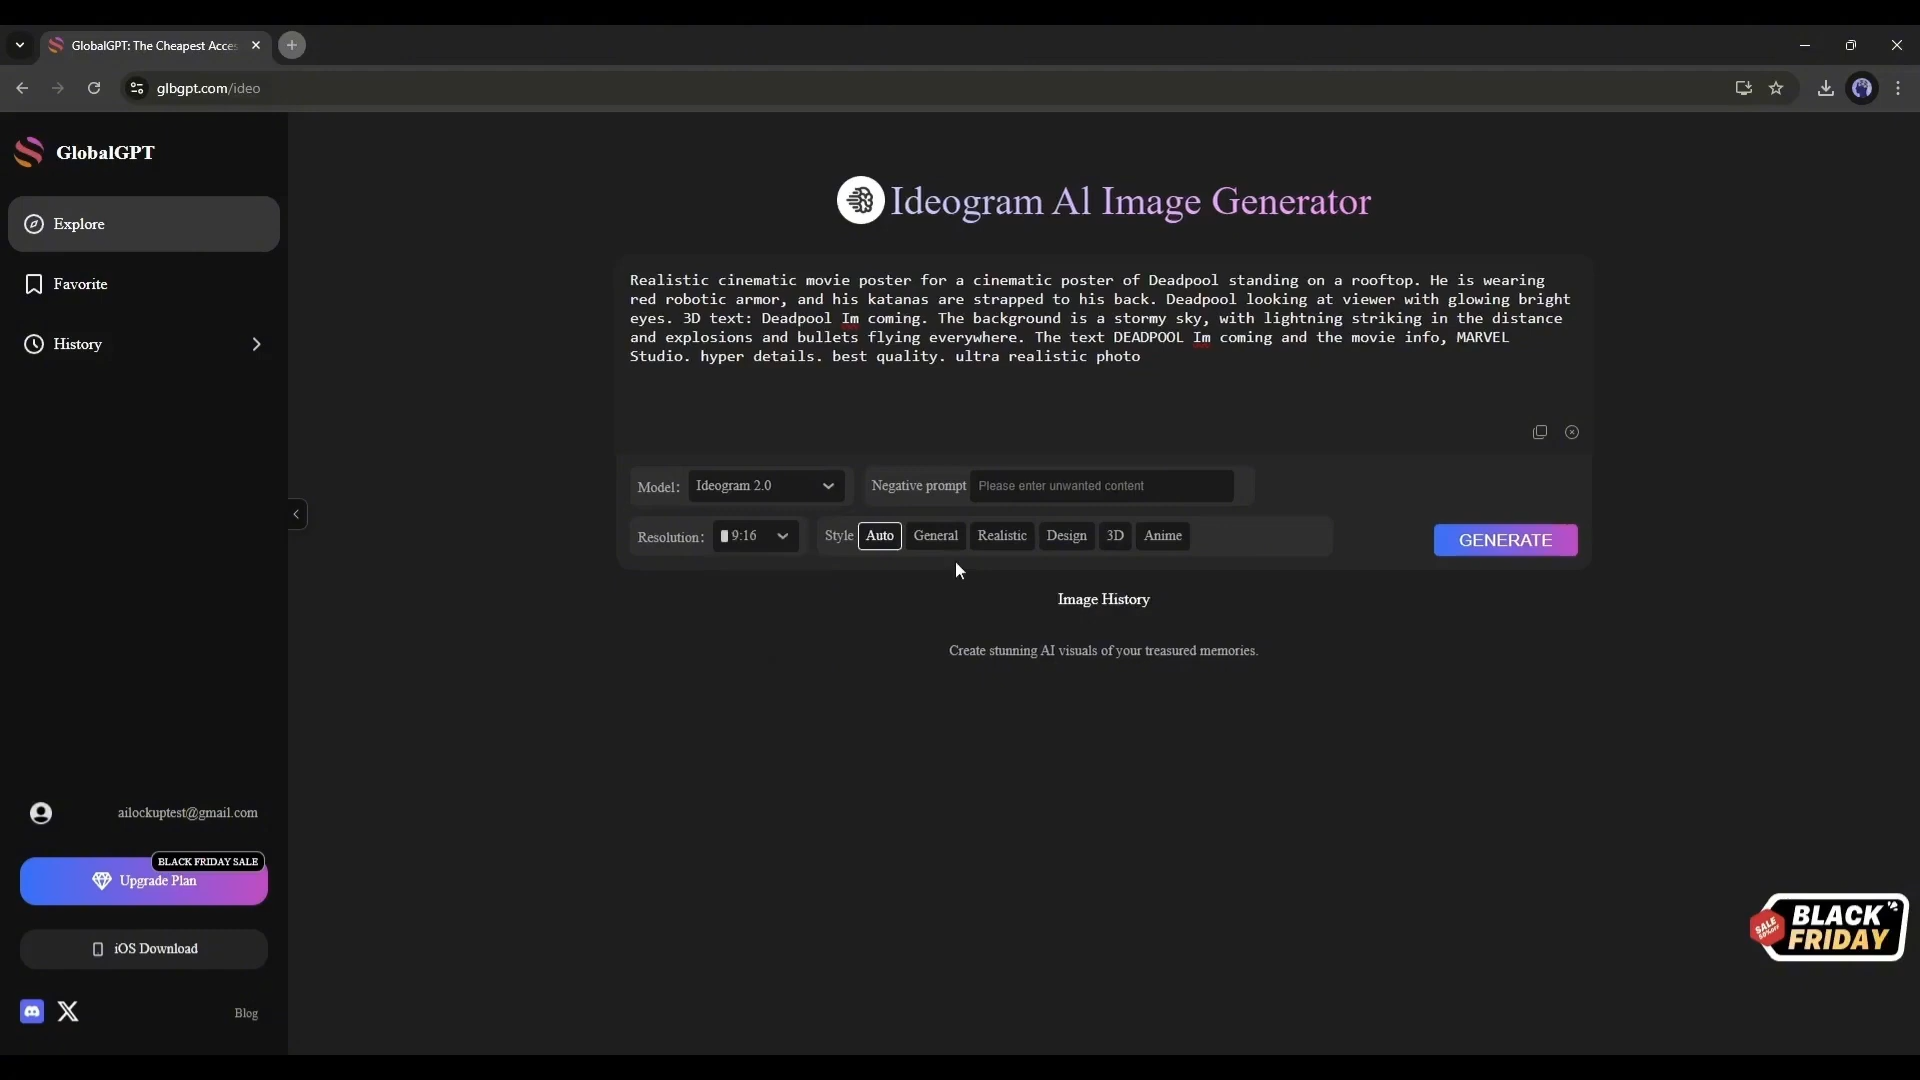 GlobalGPT: The Cheapest Acce
glbgpt.com/ideo
GlobalGPT
Explore
Favorite
History
ailockuptest@gmail.com
BLACK FRIDAY SALE
Upgrade Plan
iOS Download
Blog
Ideogram Al Image Generator
Realistic cinematic movie poster for a cinematic poster of Deadpool standing on a rooftop. He is wearing
red robotic armor, and his katanas are strapped to his back. Deadpool looking at viewer with glowing bright
eyes. 3D text: Deadpool Im coming. The background is a stormy sky, with lightning striking in the distance
and explosions and bullets flying everywhere. The text DEADPOOL Im coming and the movie info, MARVEL
Studio. hyper details. best quality. ultra realistic photo
Model: Ideogram 2.0
Negative prompt Please enter unwanted content
Resolution: 9:16
Style Auto General Realistic Design 3D Anime
GENERATE
Image History
Create stunning AI visuals of your treasured memories.
SALE
50%OFF
BLACK
FRIDAY